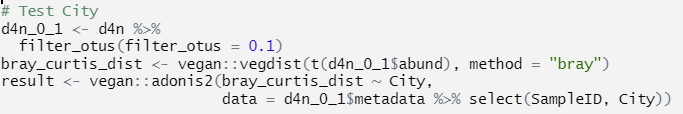 # Test City
d4n_0_1 <- d4n %>%
  filter_otus(filter_otus = 0.1)
bray_curtis_dist <- vegan::vegdist(t(d4n_0_1$abund), method = "bray")
result <- vegan::adonis2(bray_curtis_dist ~ City,
                         data = d4n_0_1$metadata %>% select(SampleID, City))